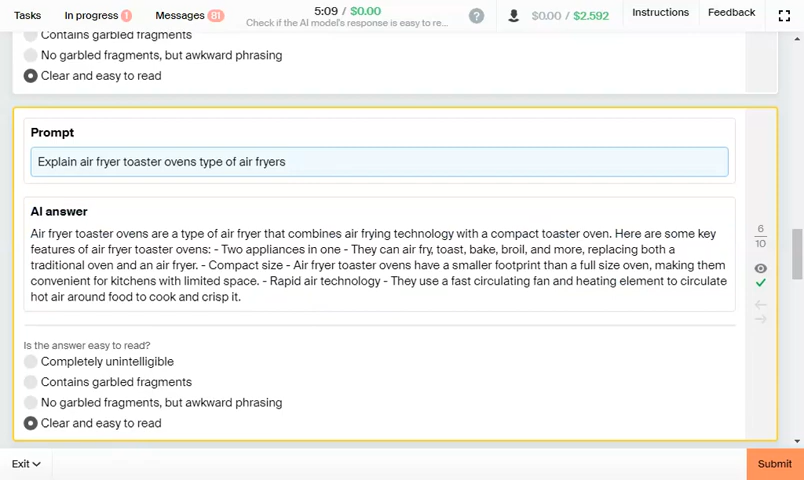 Tasks
In progress 1
Messages 81
5:09 / $0.00
Check if the AI model's response is easy to re...
?
$0.00 / $2.592
Instructions
Feedback
Contains garbled fragments
No garbled fragments, but awkward phrasing
Clear and easy to read
Prompt
Explain air fryer toaster ovens type of air fryers
AI answer
Air fryer toaster ovens are a type of air fryer that combines air frying technology with a compact toaster oven. Here are some key
features of air fryer toaster ovens: - Two appliances in one - They can air fry, toast, bake, broil, and more, replacing both a
traditional oven and an air fryer. - Compact size - Air fryer toaster ovens have a smaller footprint than a full size oven, making them
convenient for kitchens with limited space. - Rapid air technology - They use a fast circulating fan and heating element to circulate
hot air around food to cook and crisp it.
6
10
Is the answer easy to read?
Completely unintelligible
Contains garbled fragments
No garbled fragments, but awkward phrasing
Clear and easy to read
Exit
Submit